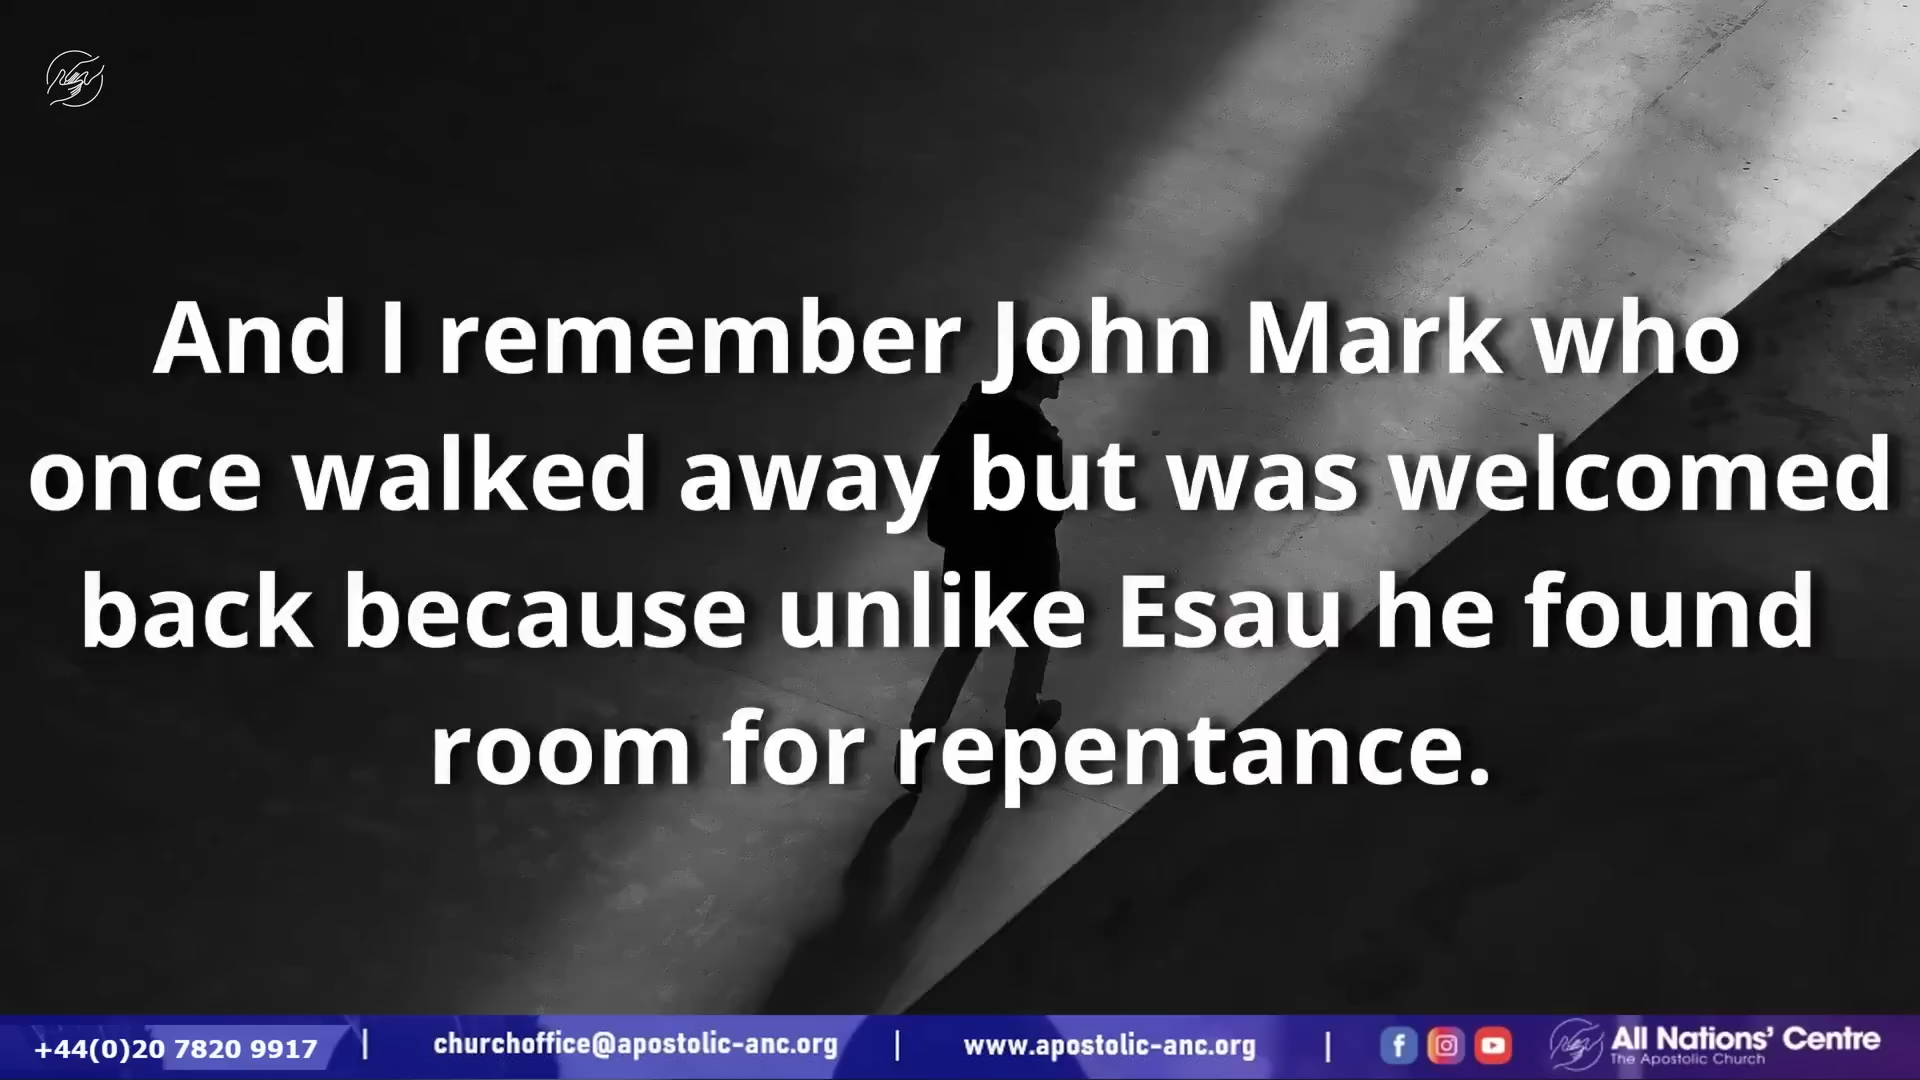 And I remember John Mark who
once walked away but was welcomed
back because unlike Esau he found
room for repentance.
+44(0)20 7820 9917 | churchoffice@apostolic-anc.org | www.apostolic-anc.org | All Nations' Centre
The Apostolic Church